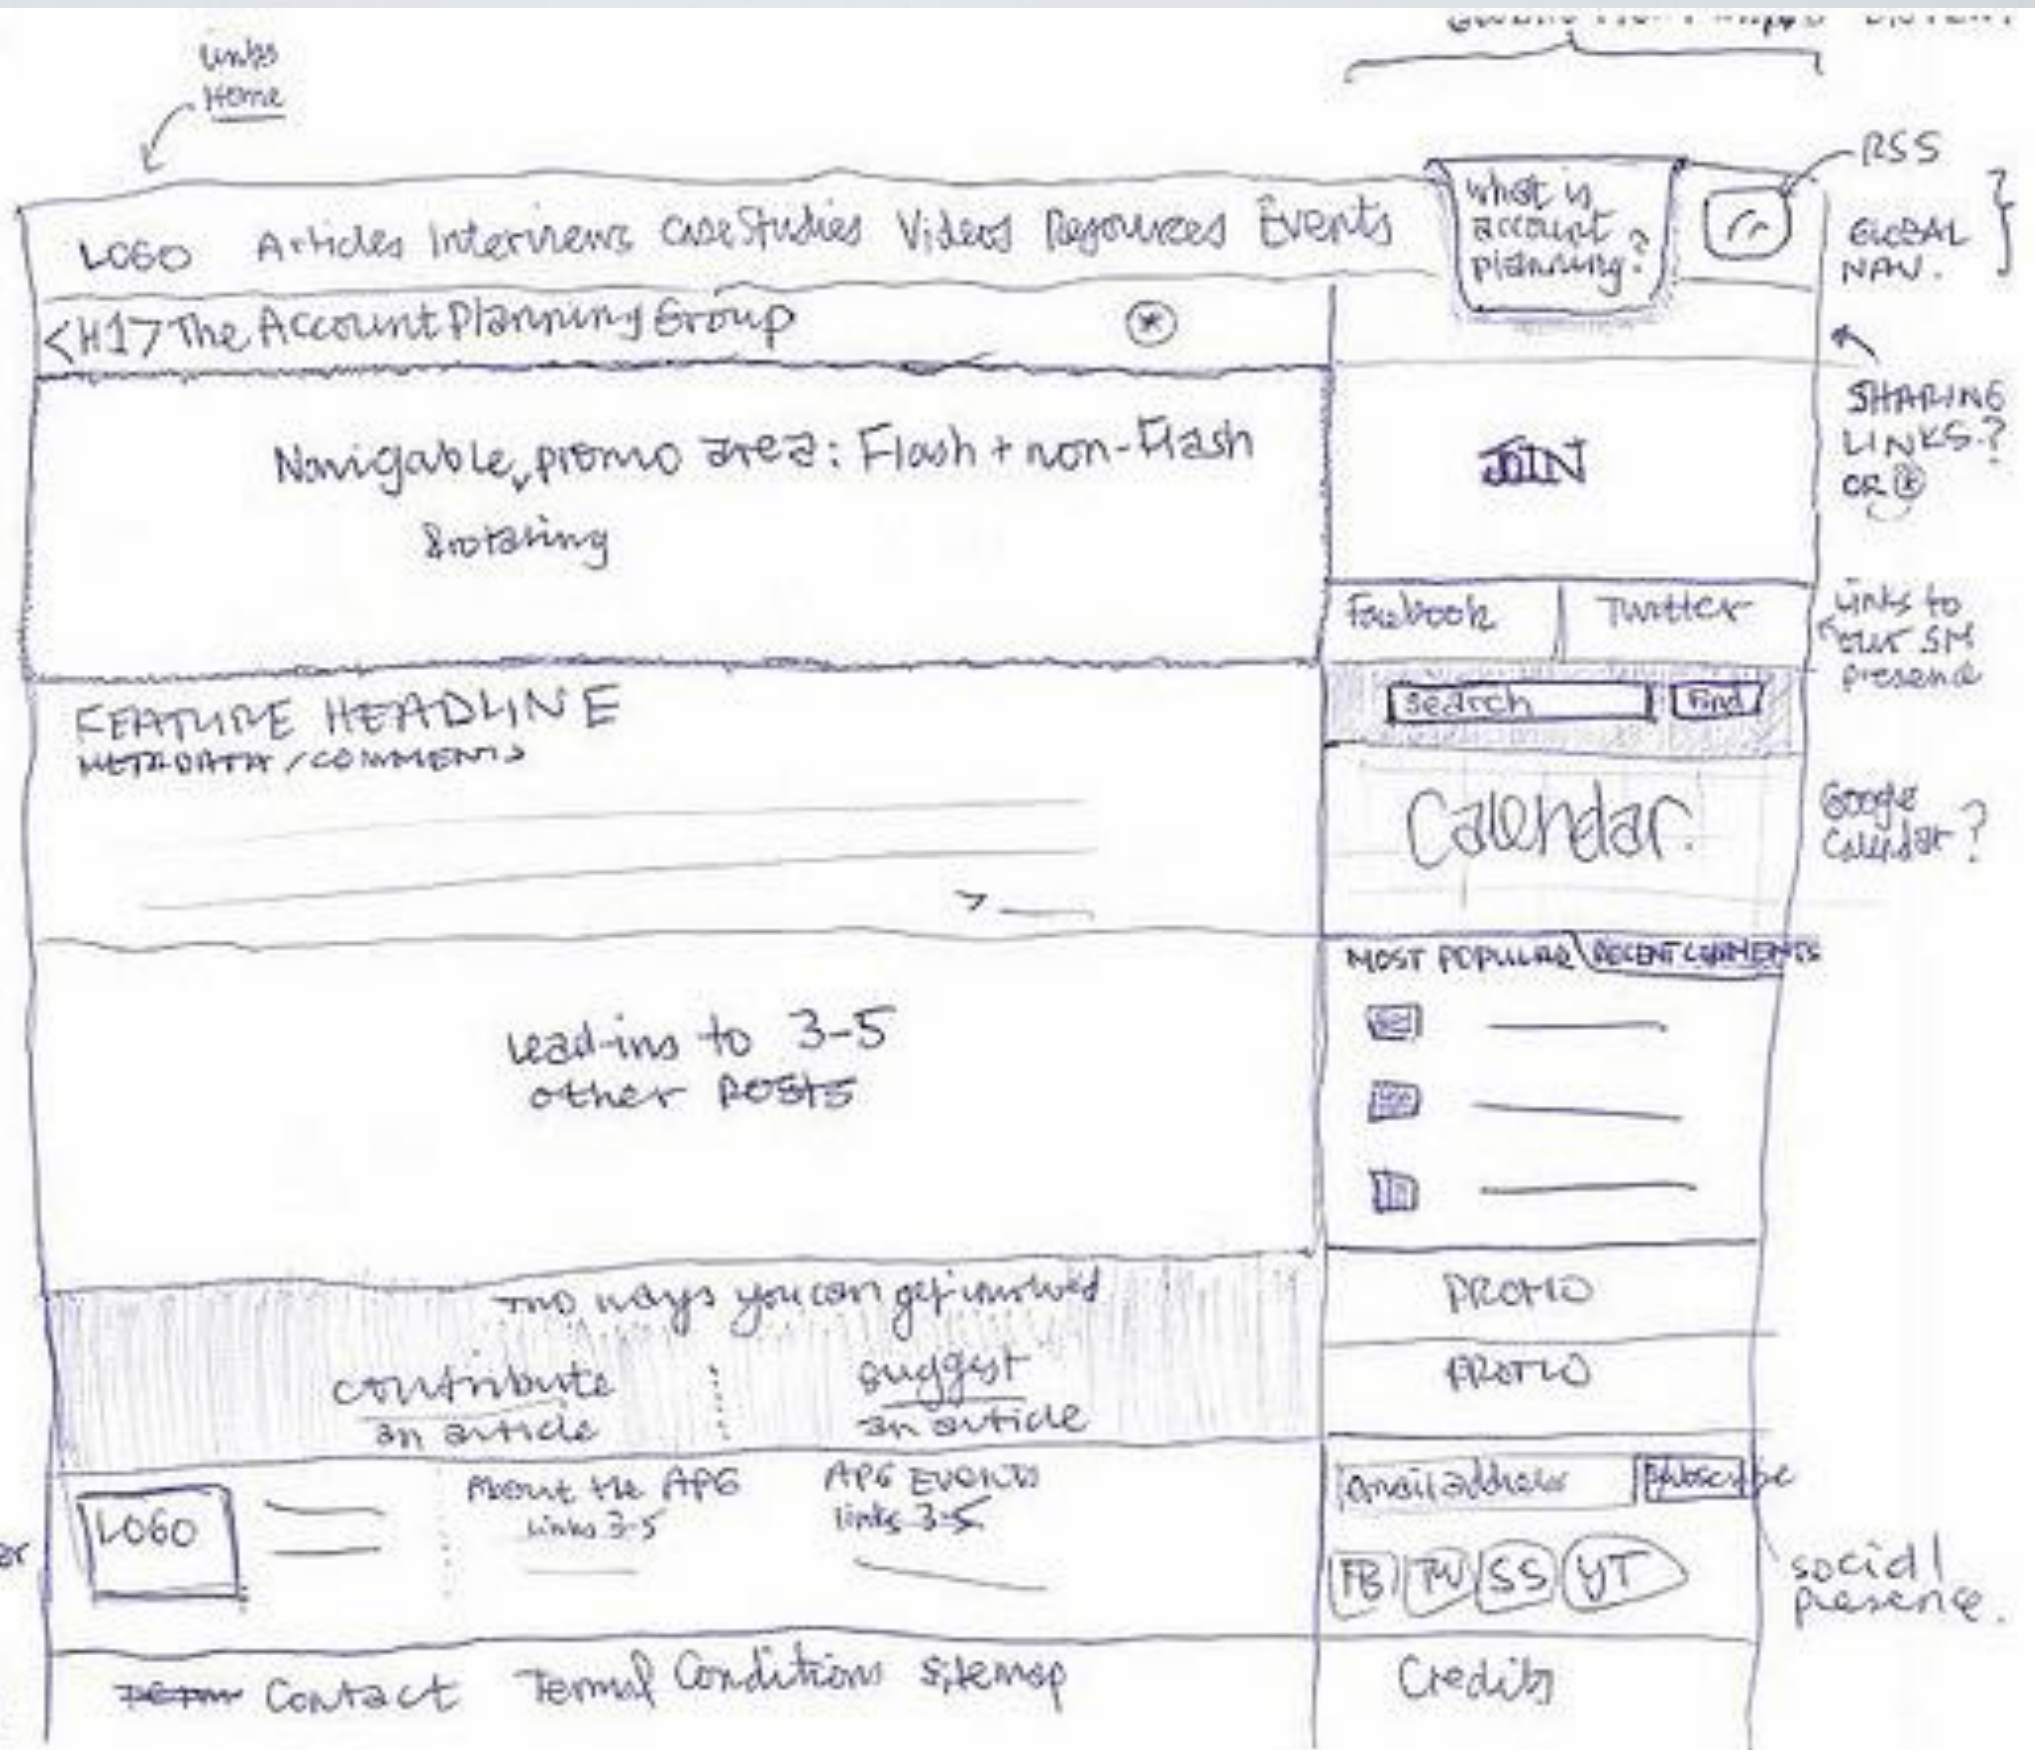 Links
Home
RSS
LOGO Articles Interviews Case Studies Videos Resources Events
What is
account
planning?
GLOBAL
NAV.
<H1> The Account Planning Group
SHARING
LINKS?
OR
Navigable, promo area: Flash + non-Flash
& rotating
JOIN
Facebook Twitter
Links to
our SM
presence
Search Find
FEATURE HEADLINE
METADATA / COMMENTS
Calendar.
Google
Calendar?
MOST POPULAR RECENT COMMENTS
Lead-ins to 3-5
other posts
Two ways you can get involved
contribute
an article
suggest
an article
PROMO
PROMO
LOGO
About the APG
links 3-5
APG EVENTS
links 3-5
email address Subscribe
FB TW SS YT
social
presence.
Contact Terms/Conditions Sitemap
Credits